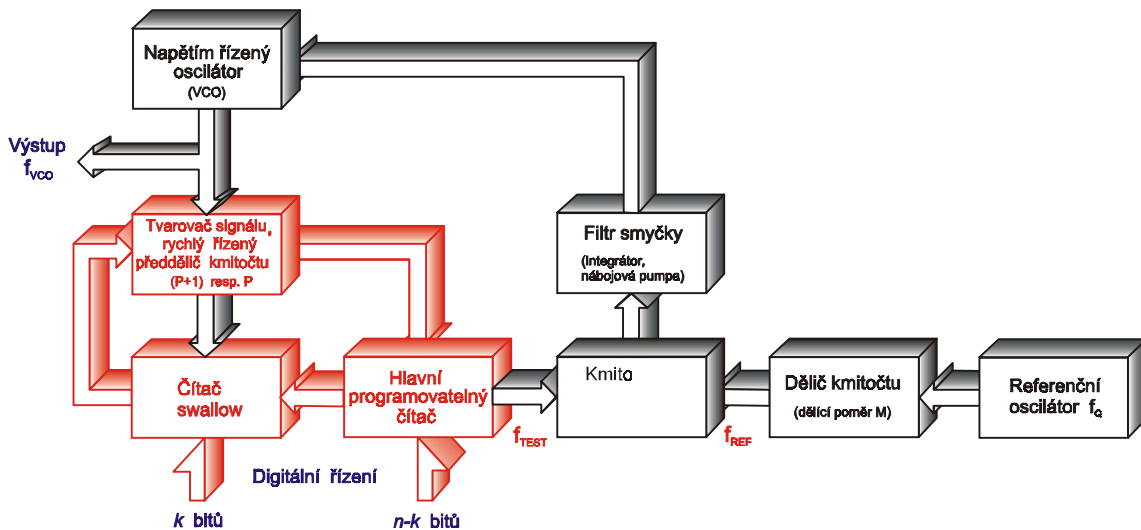 Napětím řízený
oscilátor
(VCO)
Výstup
fVCO
Tvarovač signálu,
rychlý řízený
předdělič kmitočtu
(P+1) resp. P
Filtr smyčky
(Integrátor,
nábojová pumpa)
Čítač
swallow
Hlavní
programovatelný
čítač
Kmito
Dělič kmitočtu
(dělící poměr M)
Referenční
oscilátor fQ
fTEST
fREF
Digitální řízení
k bitů
n-k bitů